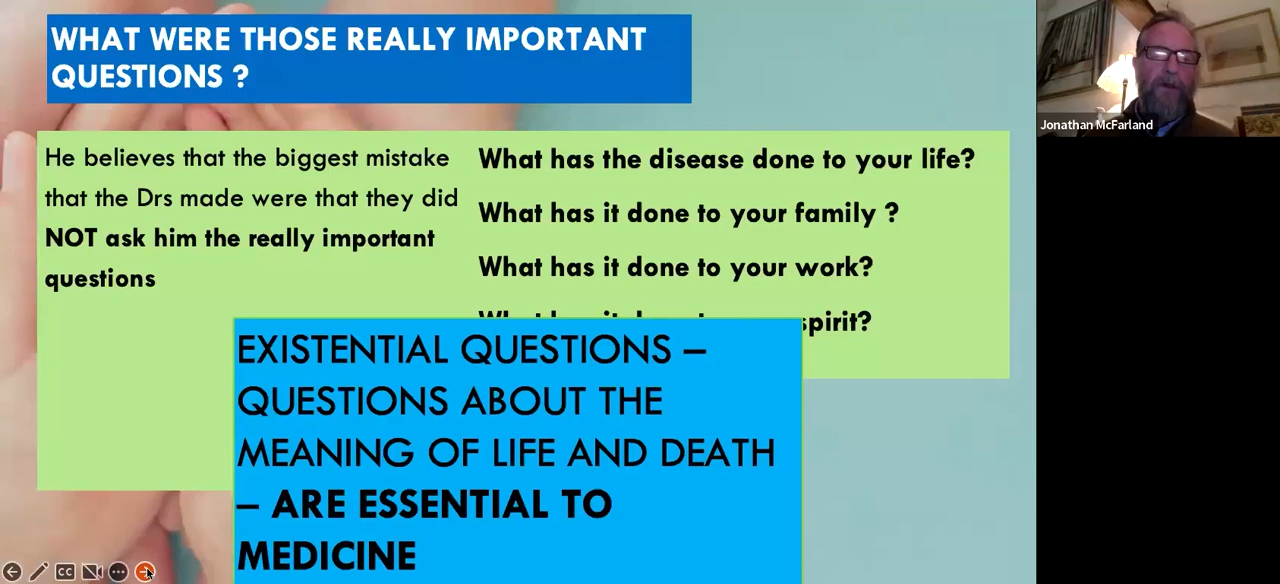 WHAT WERE THOSE REALLY IMPORTANT
QUESTIONS ?
He believes that the biggest mistake
that the Drs made were that they did
NOT ask him the really important
questions
What has the disease done to your life?
What has it done to your family ?
What has it done to your work?
spirit?
EXISTENTIAL QUESTIONS –
QUESTIONS ABOUT THE
MEANING OF LIFE AND DEATH
– ARE ESSENTIAL TO
MEDICINE
Jonathan McFarland
CC